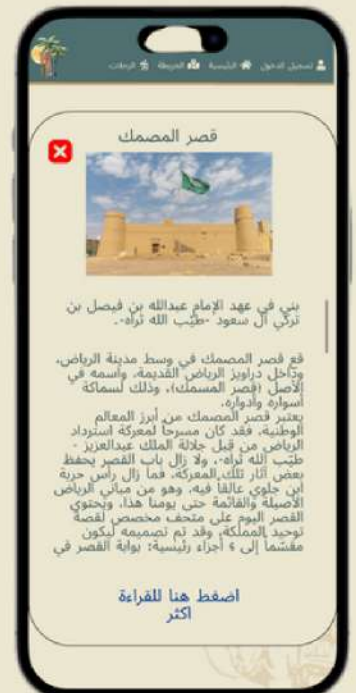 تسجيل الدخول الرئيسية الخريطة الرحلات
قصر المصمك
بني في عهد الإمام عبدالله بن فيصل بن
تركي آل سعود -طيّب الله ثراه-.
قع قصر المصمك في وسط مدينة الرياض،
وداخل دراويز الرياض القديمة، واسمه في
الأصل (قصر المسمك)، وذلك لسماكة
أسواره وأدواره.
يعتبر قصر المصمك من أبرز المعالم
الوطنية، فقد كان مسرحاً لمعركة استرداد
الرياض من قبل جلالة الملك عبدالعزيز -
طيّب الله ثراه-، ولا زال باب القصر يحفظ
بعض آثار تلك المعركة، فما زال رأس حربة
ابن جلوي عالقاً فيه، وهو من مباني الرياض
الأصيلة والقائمة حتى يومنا هذا، ويحتوي
القصر اليوم على متحف مخصص لقصة
توحيد المملكة، وقد تم تصميمه ليكون
مقسّماً إلى ٤ أجزاء رئيسية؛ بوابة القصر في
اضغط هنا للقراءة
اكثر